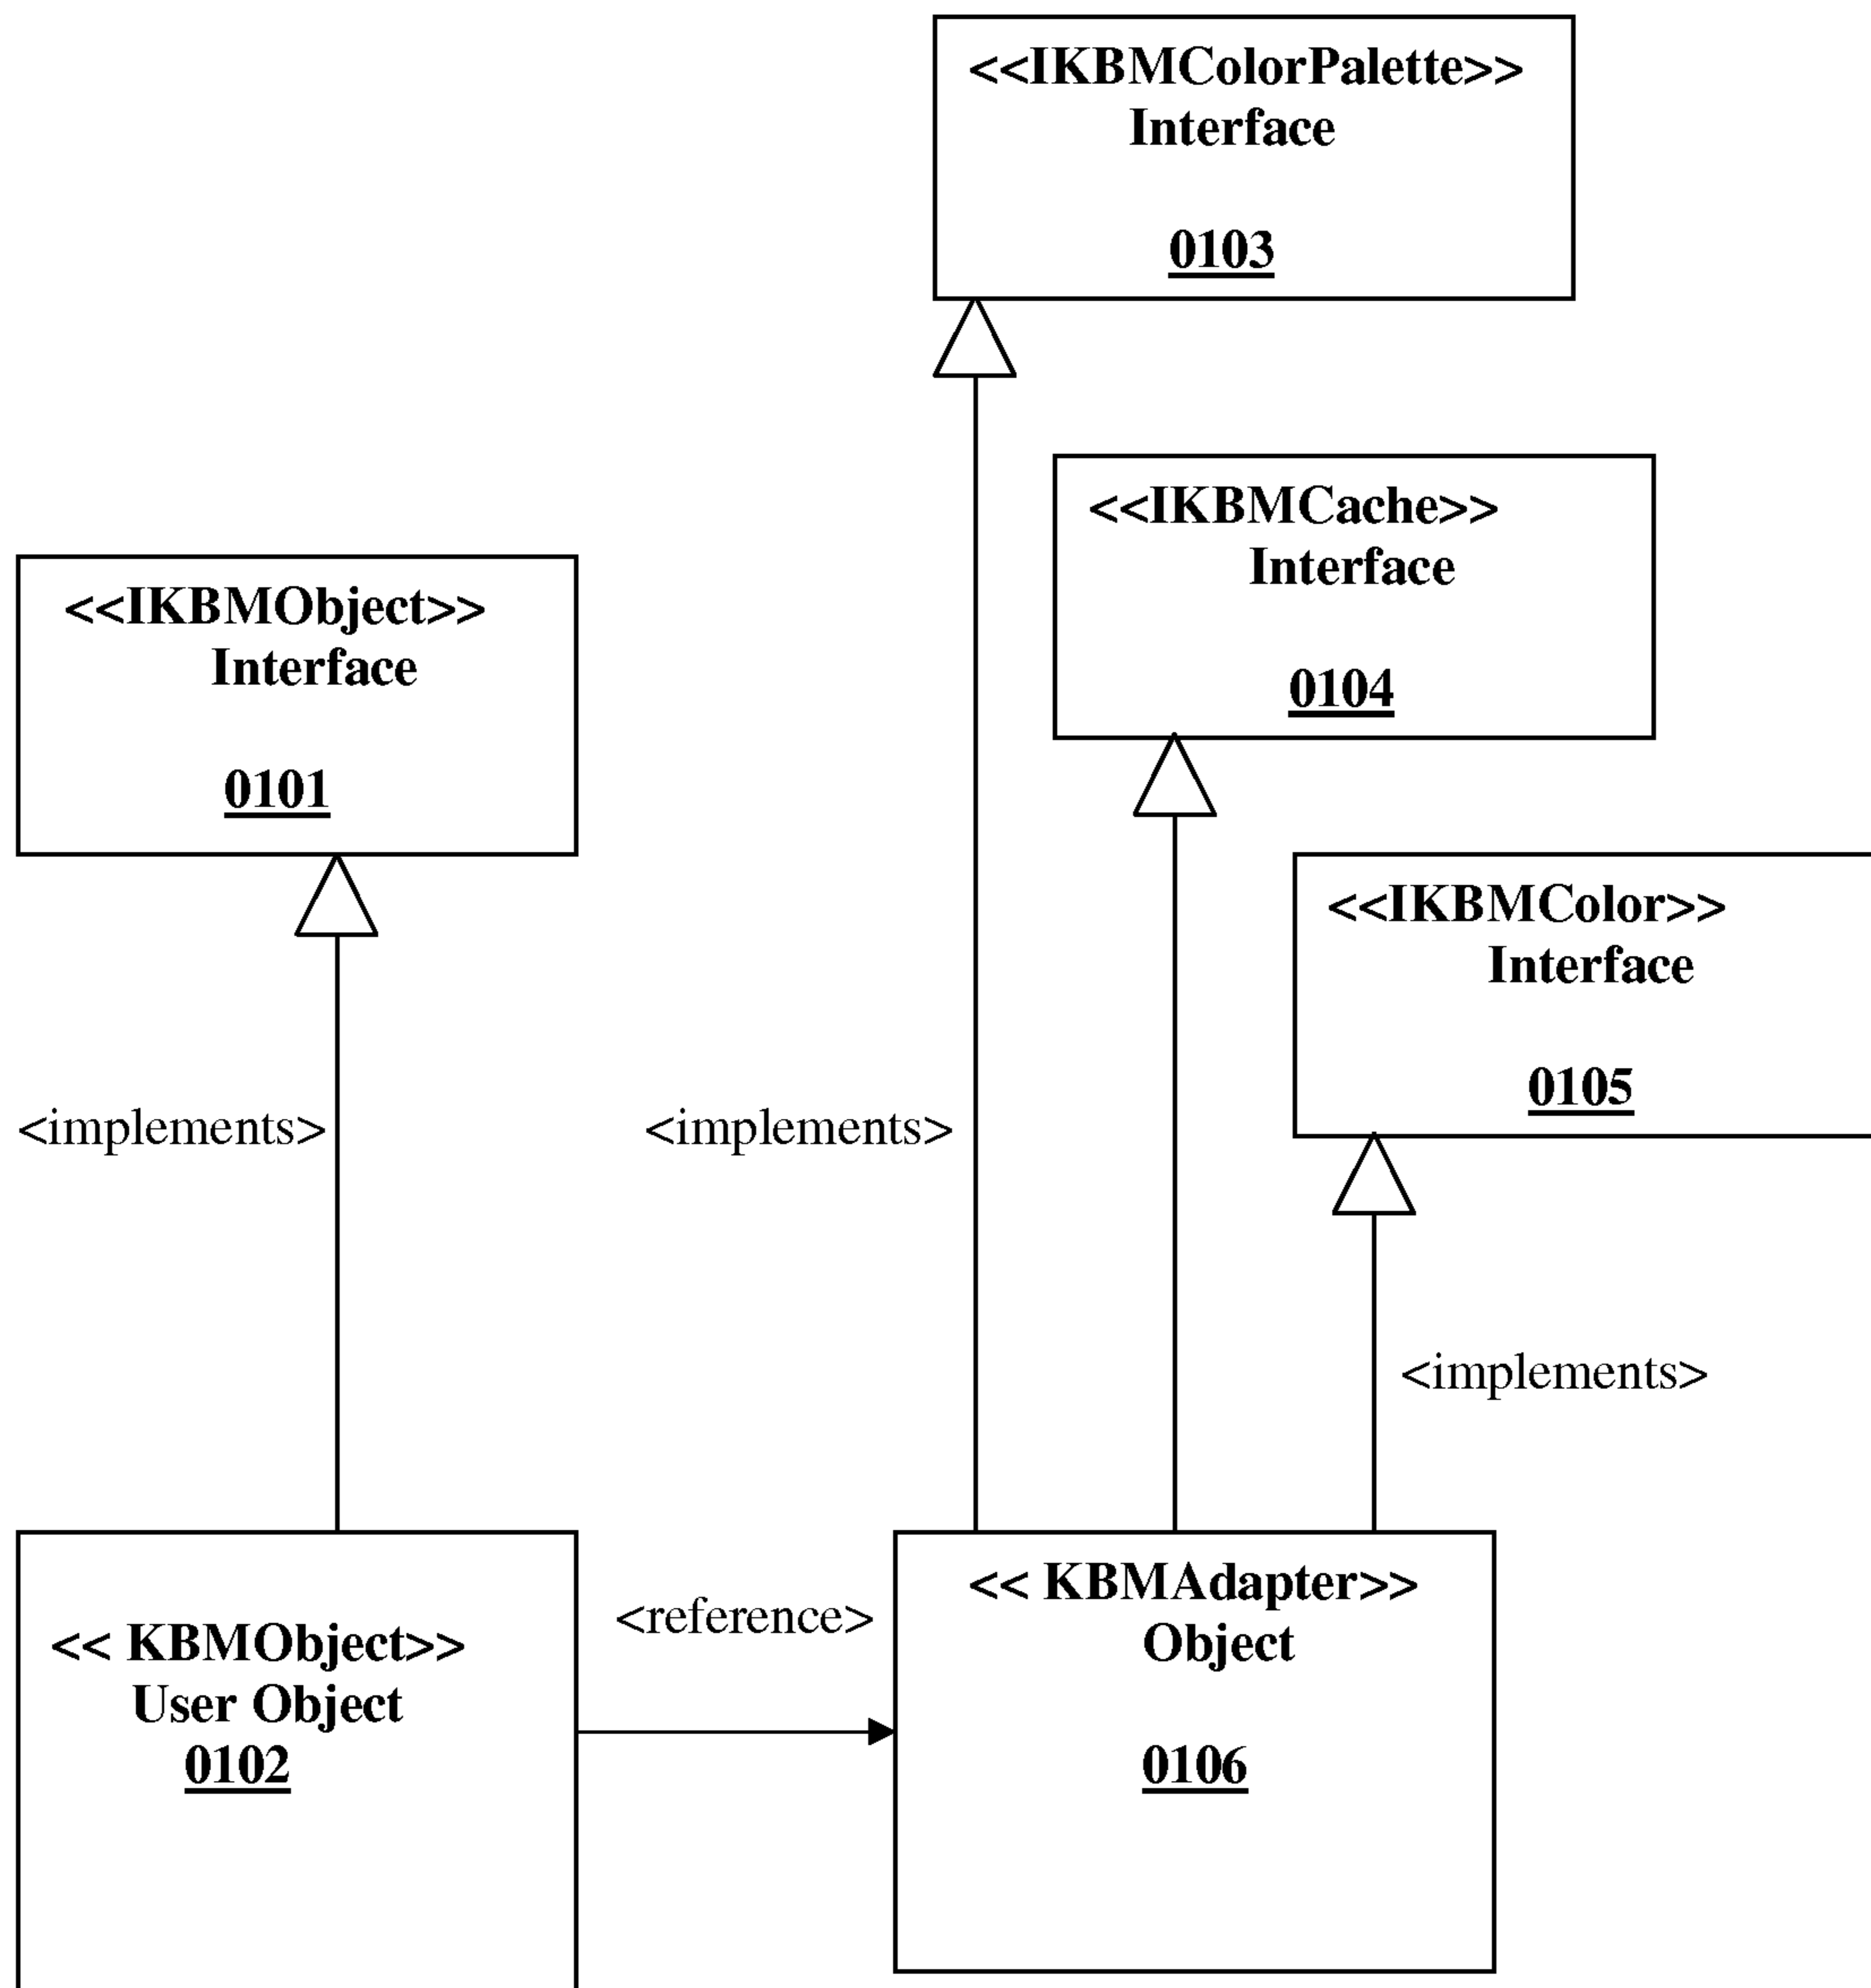 <<IKBMColorPalette>>
Interface
0103
<<IKBMCache>>
Interface
0104
<<IKBMObject>>
Interface
0101
<<IKBMColor>>
Interface
0105
<implements>
<implements>
<implements>
<< KBMObject>>
User Object
0102
<reference>
<< KBMAdapter>>
Object
0106